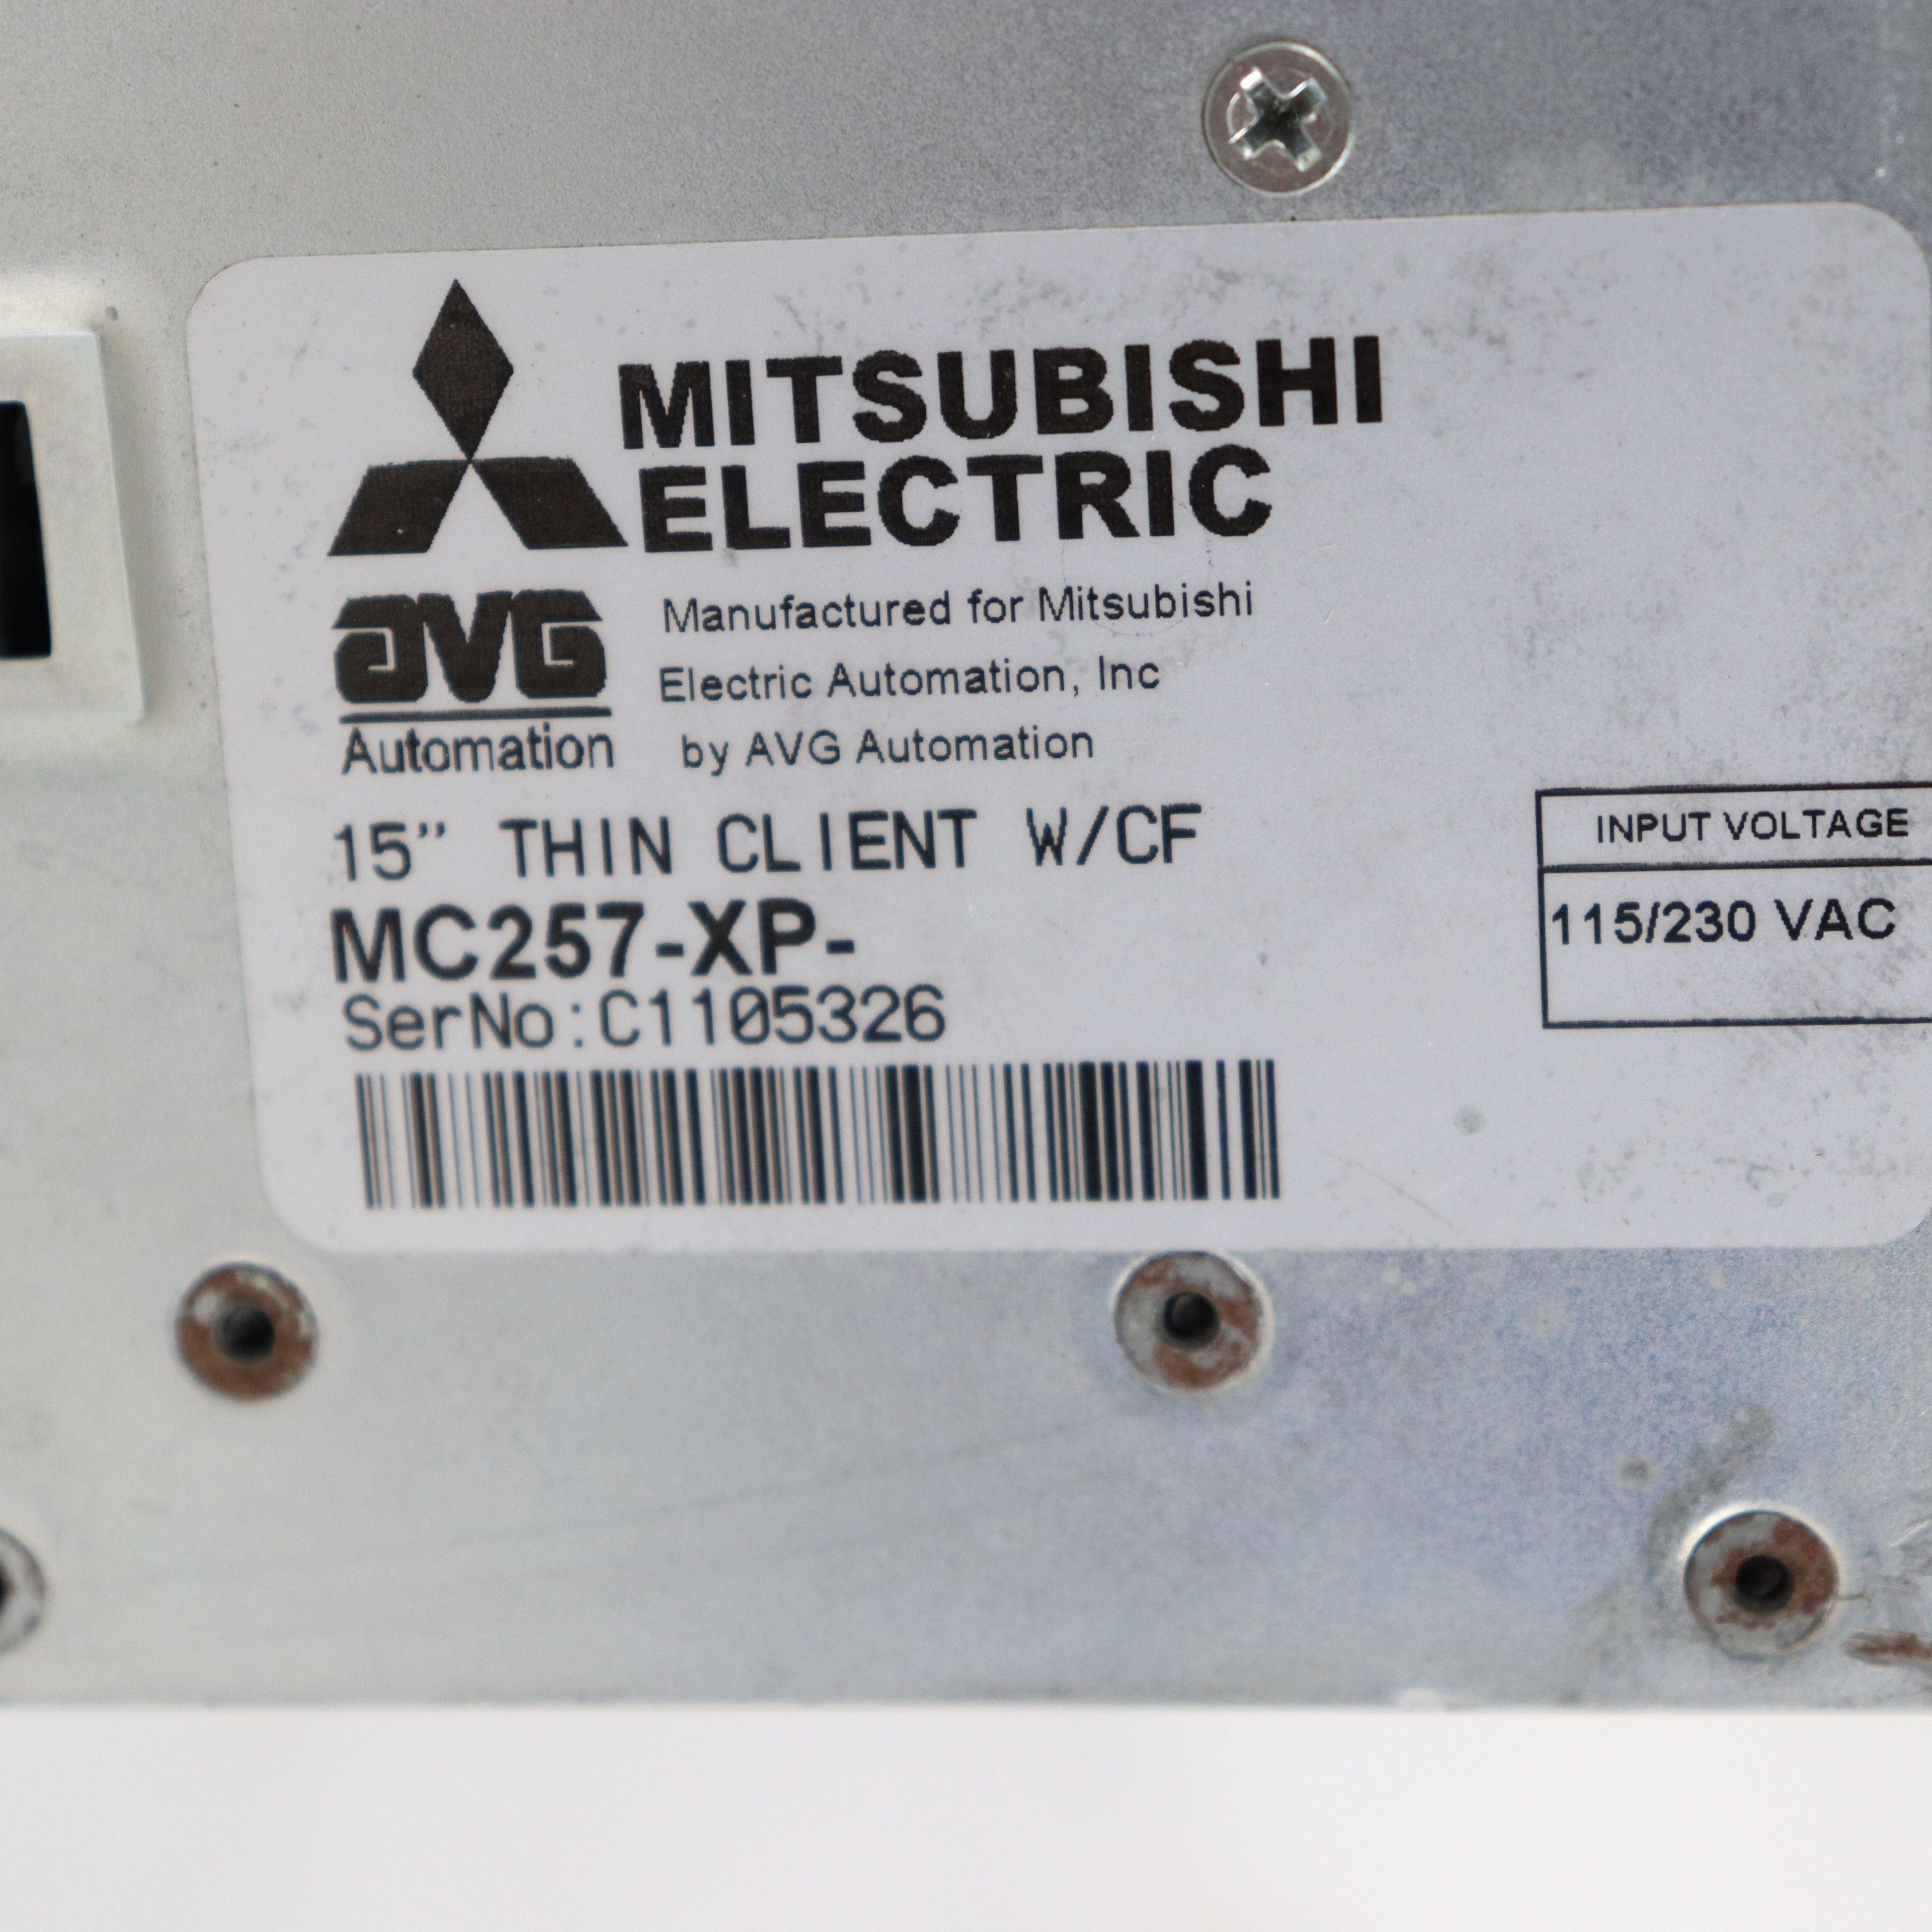 MITSUBISHI
ELECTRIC
AVG
Automation
Manufactured for Mitsubishi
Electric Automation, Inc
by AVG Automation
15" THIN CLIENT W/CF
MC257-XP-
SerNo:C1105326
INPUT VOLTAGE
115/230 VAC